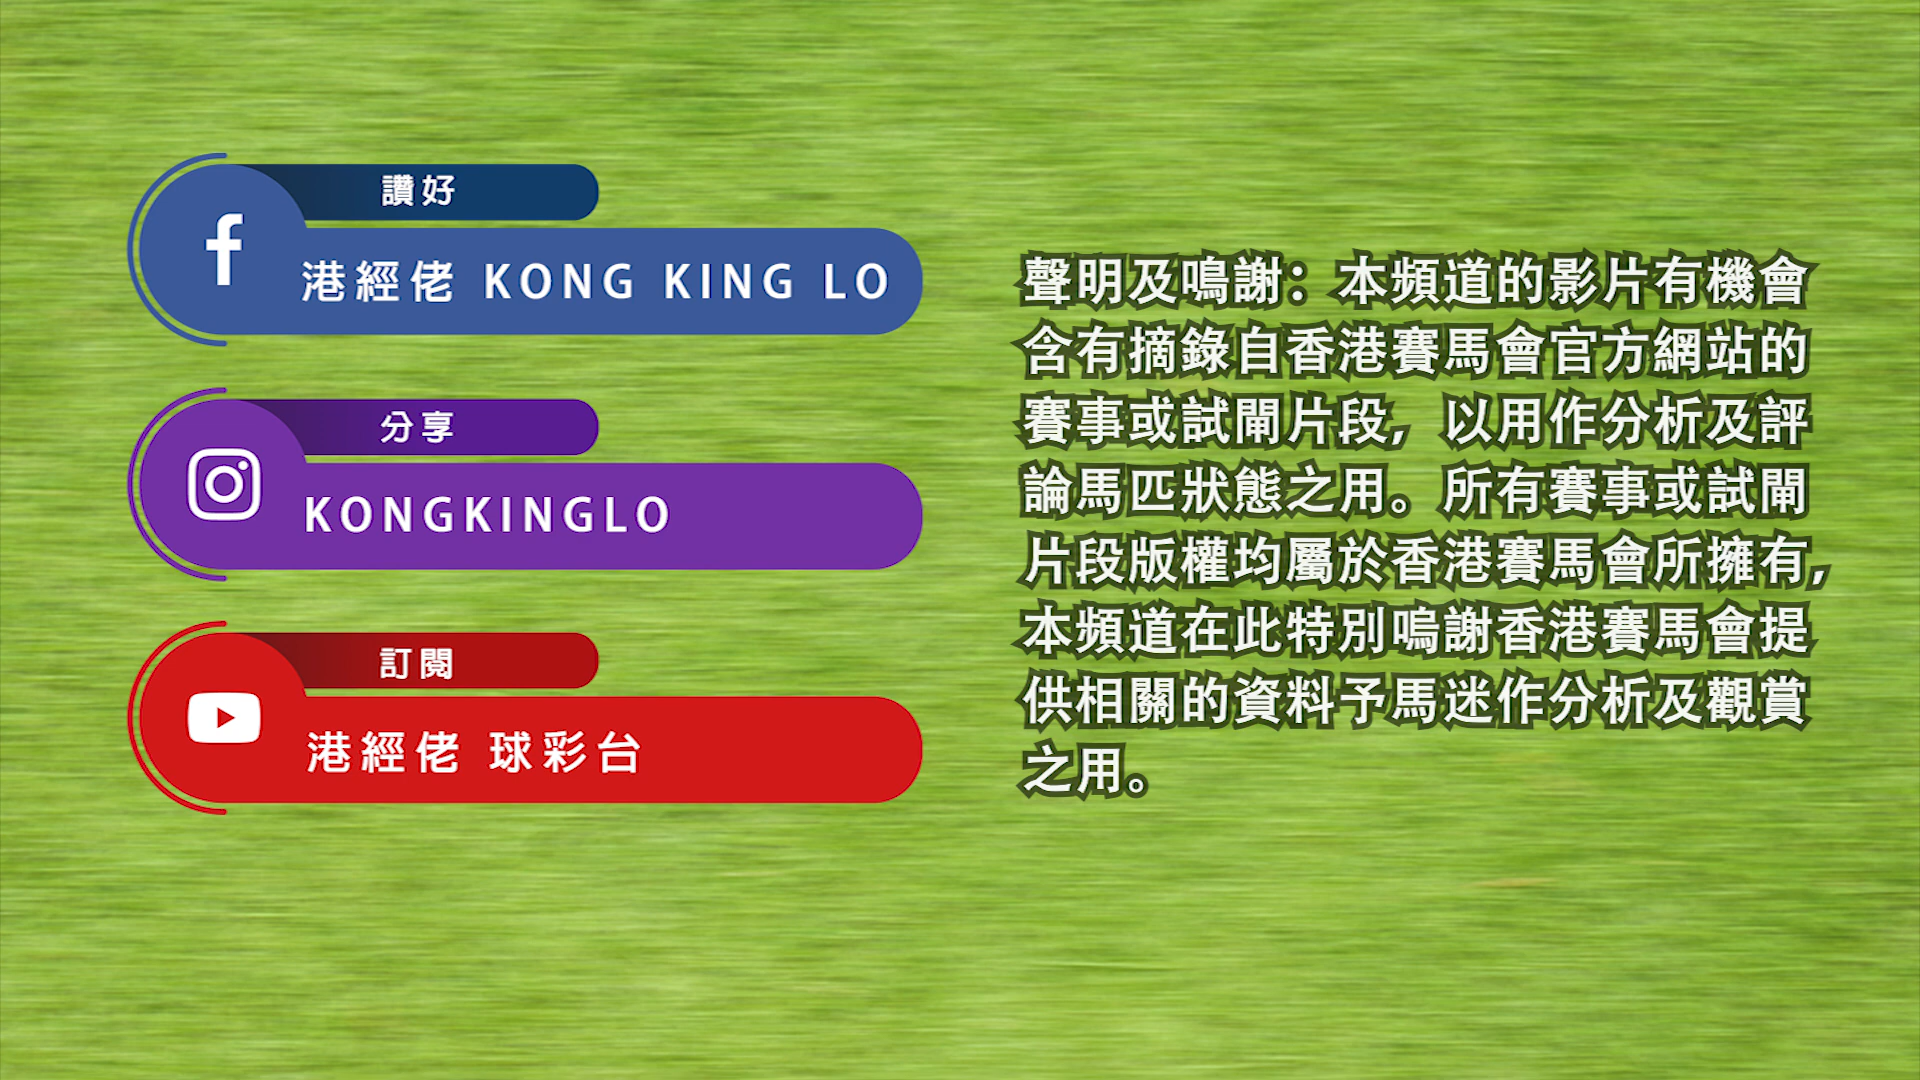 讚好
港經佬 KONG KING LO
分享
KONGKINGLO
訂閱
港經佬 球彩台
聲明及鳴謝：本頻道的影片有機會
含有摘錄自香港賽馬會官方網站的
賽事或試閘片段，以用作分析及評
論馬匹狀態之用。所有賽事或試閘
片段版權均屬於香港賽馬會所擁有，
本頻道在此特別嗚謝香港賽馬會提
供相關的資料予馬迷作分析及觀賞
之用。